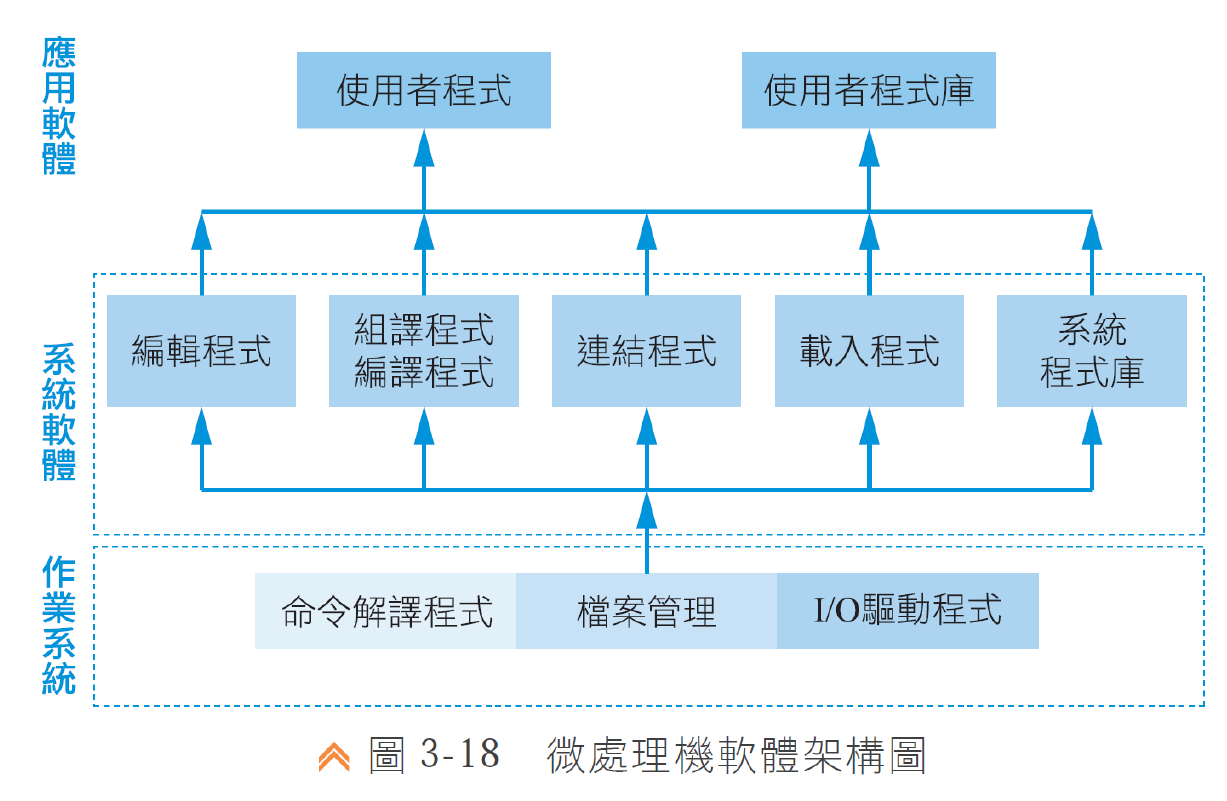 應用軟體
使用者程式
使用者程式庫
系統軟體
編輯程式
組譯程式
編譯程式
連結程式
載入程式
系統
程式庫
作業系統
命令解譯程式
檔案管理
I/O驅動程式
圖 3-18 微處理機軟體架構圖